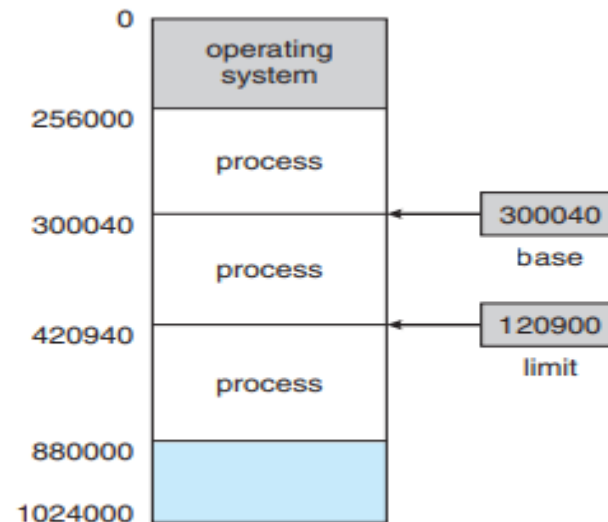 0
operating
system
256000
process
300040
300040
base
process
420940
120900
limit
process
880000
1024000